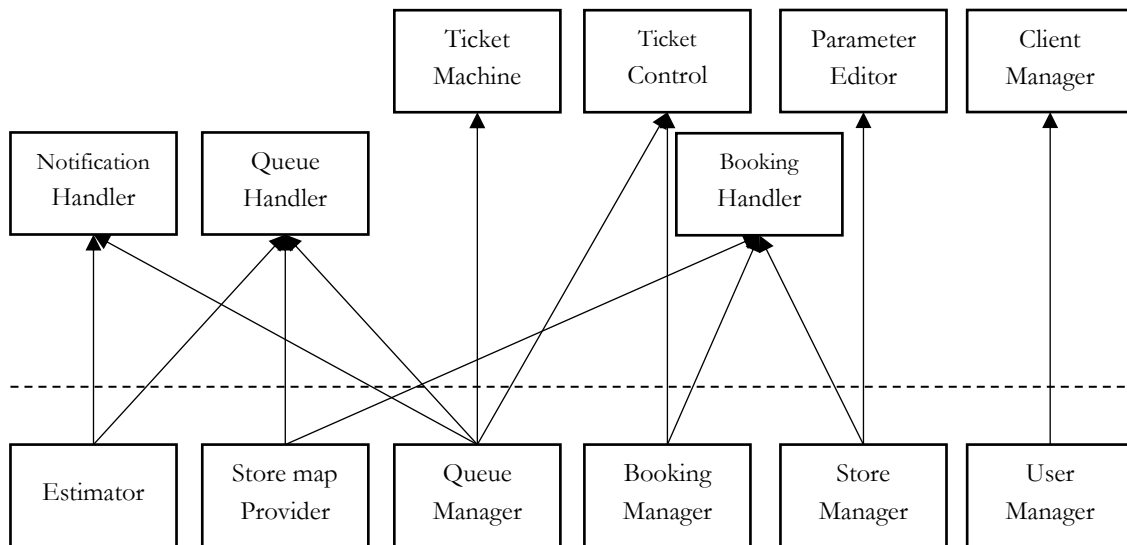 Ticket
Machine
Ticket
Control
Parameter
Editor
Client
Manager
Notification
Handler
Queue
Handler
Booking
Handler
Estimator
Store map
Provider
Queue
Manager
Booking
Manager
Store
Manager
User
Manager